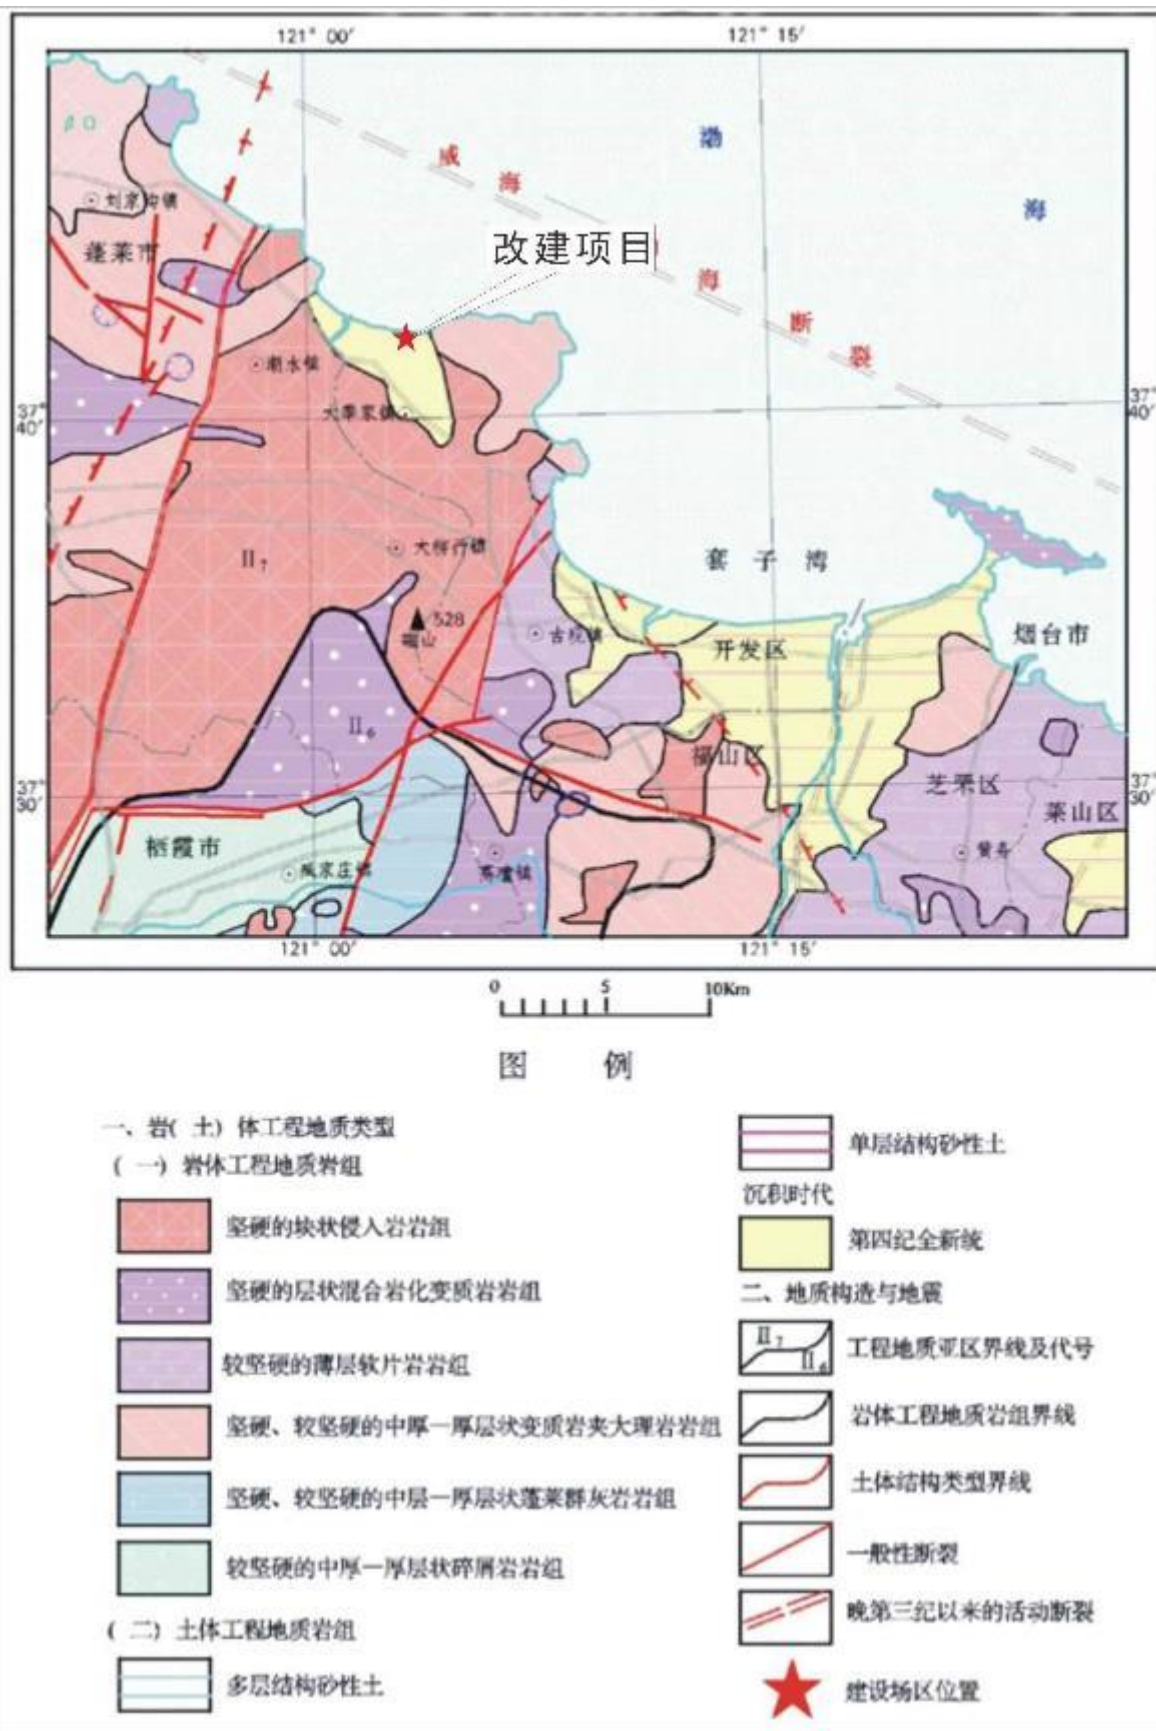 121° 00′
121° 15′
渤
海
威
海
改建项目
海
断
裂
刘家沟镇
蓬莱市
潮水镇
大季家镇
37°
40′
37°
40′
II₇
大柳行镇
528
套 子 湾
古现镇
开发区
烟台市
II₆
福山区
芝罘区
莱山区
37°
30′
37°
30′
栖霞市
臧家庄镇
高疃镇
黄务
121° 00′
121° 15′
0 5 10Km
图 例
一、岩( 土) 体工程地质类型
( 一) 岩体工程地质岩组
坚硬的块状侵入岩岩组
坚硬的层状混合岩化变质岩岩组
较坚硬的薄层软片岩岩组
坚硬、较坚硬的中厚—厚层状变质岩夹大理岩岩组
坚硬、较坚硬的中层—厚层状蓬莱群灰岩岩组
较坚硬的中厚—厚层状碎屑岩岩组
( 二) 土体工程地质岩组
多层结构砂性土
单层结构砂性土
沉积时代
第四纪全新统
二、地质构造与地震
II₇
II₆
工程地质亚区界线及代号
岩体工程地质岩组界线
土体结构类型界线
一般性断裂
晚第三纪以来的活动断裂
建设场区位置